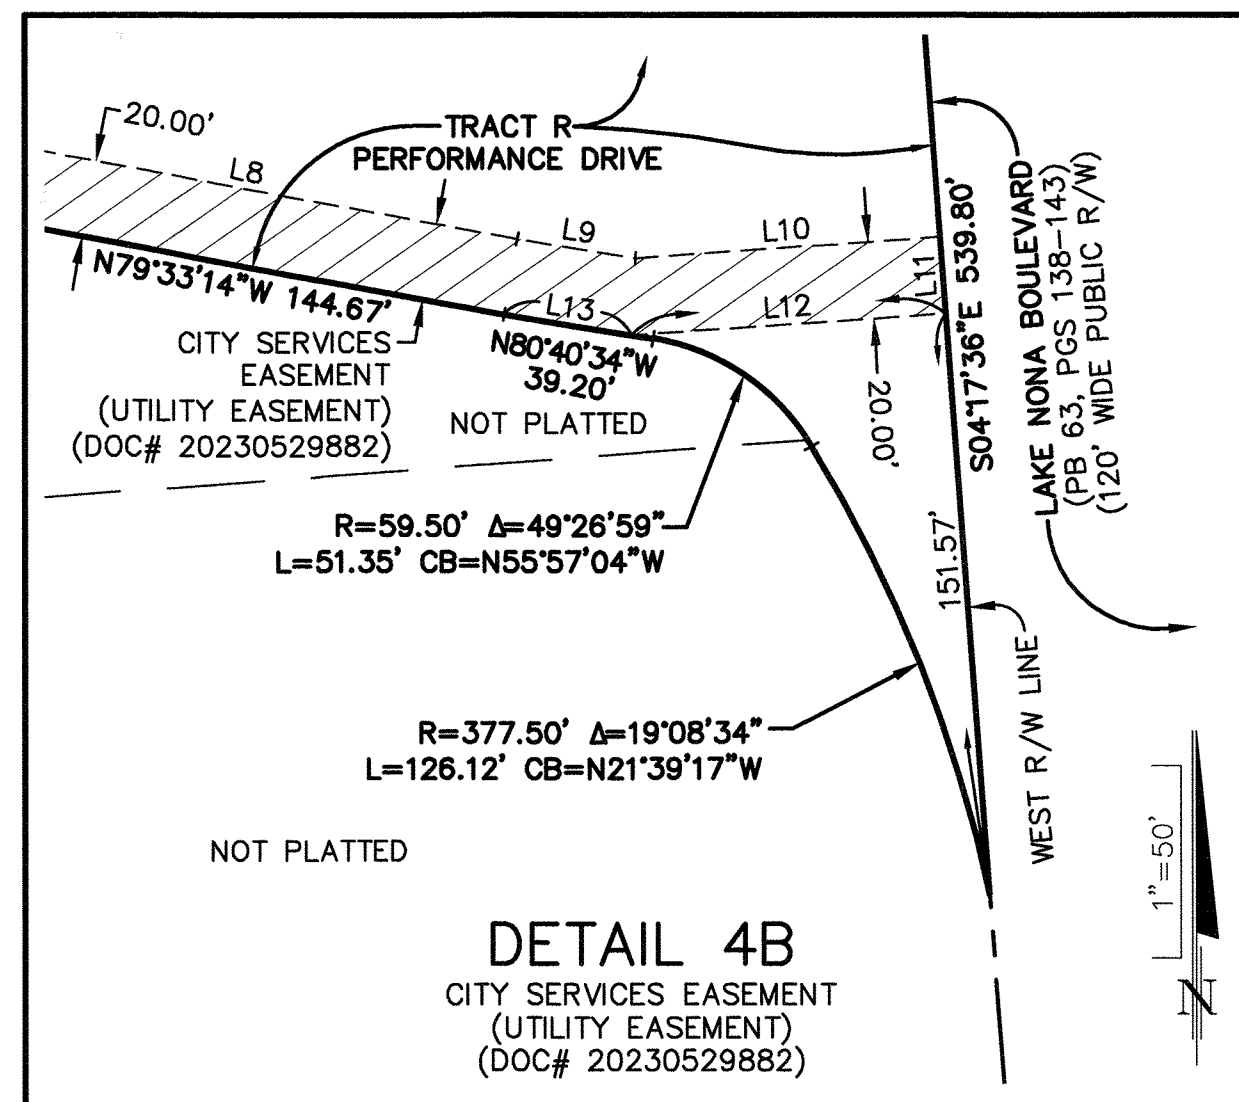 20.00'
TRACT R
PERFORMANCE DRIVE
L8
L9
L10
L11
L12
L13
N79°33'14"W 144.67'
CITY SERVICES
EASEMENT
(UTILITY EASEMENT)
(DOC# 20230529882)
N80°40'34"W
39.20'
NOT PLATTED
20.00'
S04°17'36"E 539.80'
LAKE NONA BOULEVARD
(PB 63, PGS 138-143)
(120' WIDE PUBLIC R/W)
R=59.50' Δ=49°26'59"
L=51.35' CB=N55°57'04"W
151.57'
WEST R/W LINE
R=377.50' Δ=19°08'34"
L=126.12' CB=N21°39'17"W
NOT PLATTED
1"=50'
N
DETAIL 4B
CITY SERVICES EASEMENT
(UTILITY EASEMENT)
(DOC# 20230529882)